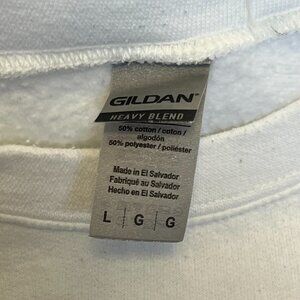 GILDAN
HEAVY BLEND
50% cotton / coton /
algodón
50% polyester / poliéster
Made in El Salvador
Fabriqué au Salvador
Hecho en El Salvador
L | G | G